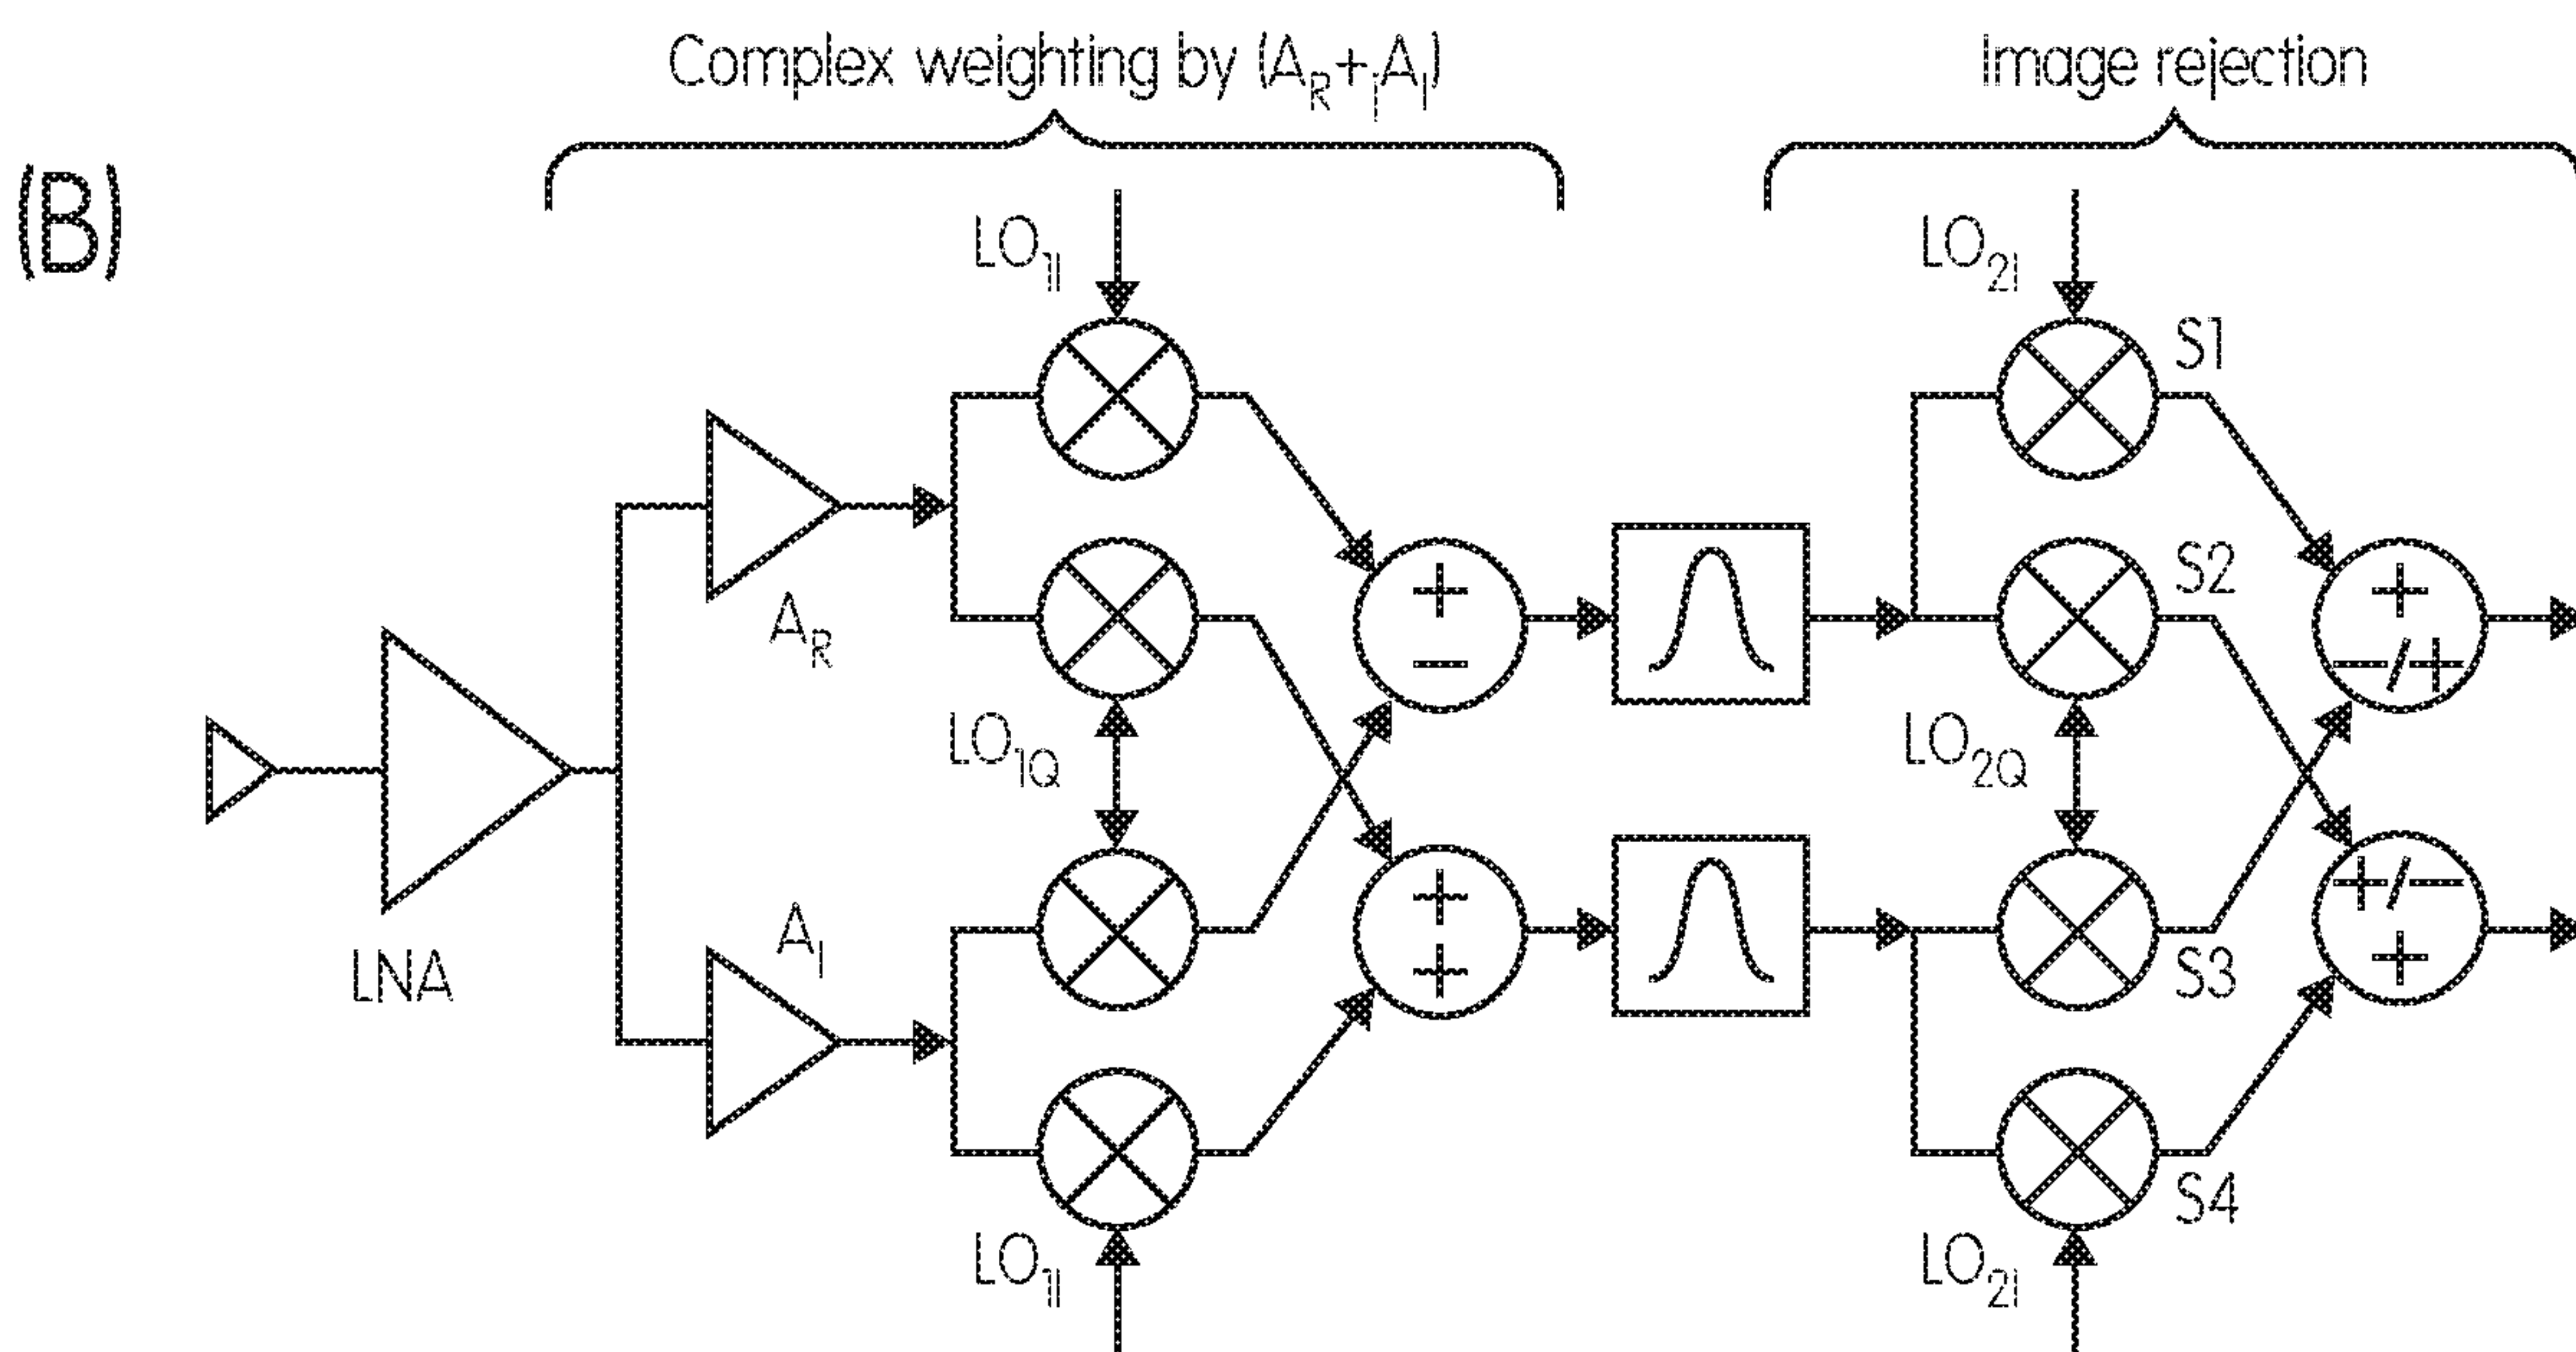 Complex weighting by (A_R+_jA_I)
Image rejection
(B)
LO_1I
LO_2I
S1
+
−
S2
+
−/+
A_R
LO_1Q
LO_2Q
A_I
LNA
+
+
+/−
+
S3
S4
LO_1I
LO_2I